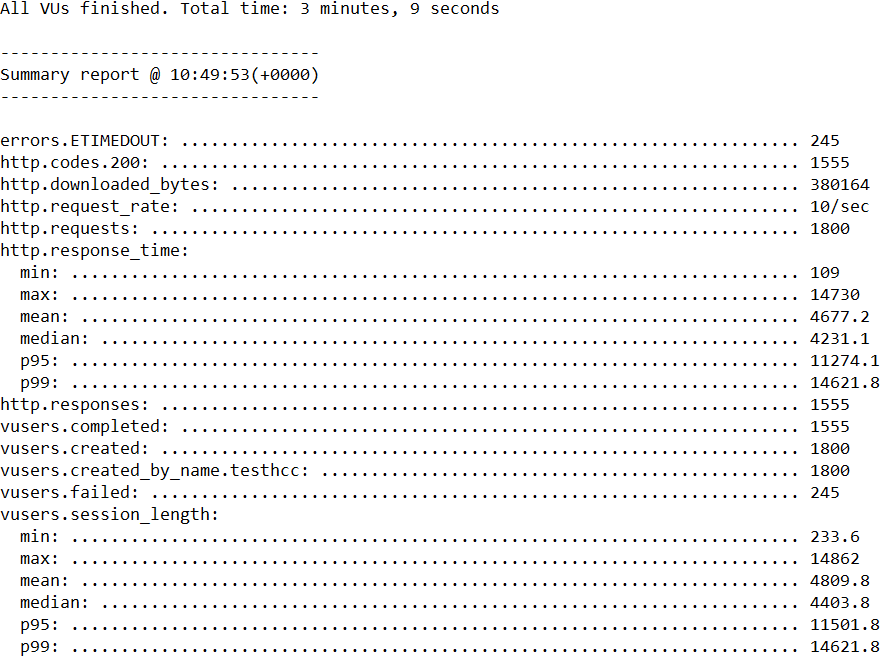 All VUs finished. Total time: 3 minutes, 9 seconds
--------------------------------
Summary report @ 10:49:53(+0000)
--------------------------------
errors.ETIMEDOUT: .............................................................. 245
http.codes.200: ................................................................ 1555
http.downloaded_bytes: ......................................................... 380164
http.request_rate: ............................................................. 10/sec
http.requests: ................................................................. 1800
http.response_time:
  min: ......................................................................... 109
  max: ......................................................................... 14730
  mean: ........................................................................ 4677.2
  median: ...................................................................... 4231.1
  p95: ......................................................................... 11274.1
  p99: ......................................................................... 14621.8
http.responses: ................................................................ 1555
vusers.completed: .............................................................. 1555
vusers.created: ................................................................ 1800
vusers.created_by_name.testhcc: ................................................ 1800
vusers.failed: ................................................................. 245
vusers.session_length:
  min: ......................................................................... 233.6
  max: ......................................................................... 14862
  mean: ........................................................................ 4809.8
  median: ...................................................................... 4403.8
  p95: ......................................................................... 11501.8
  p99: ......................................................................... 14621.8